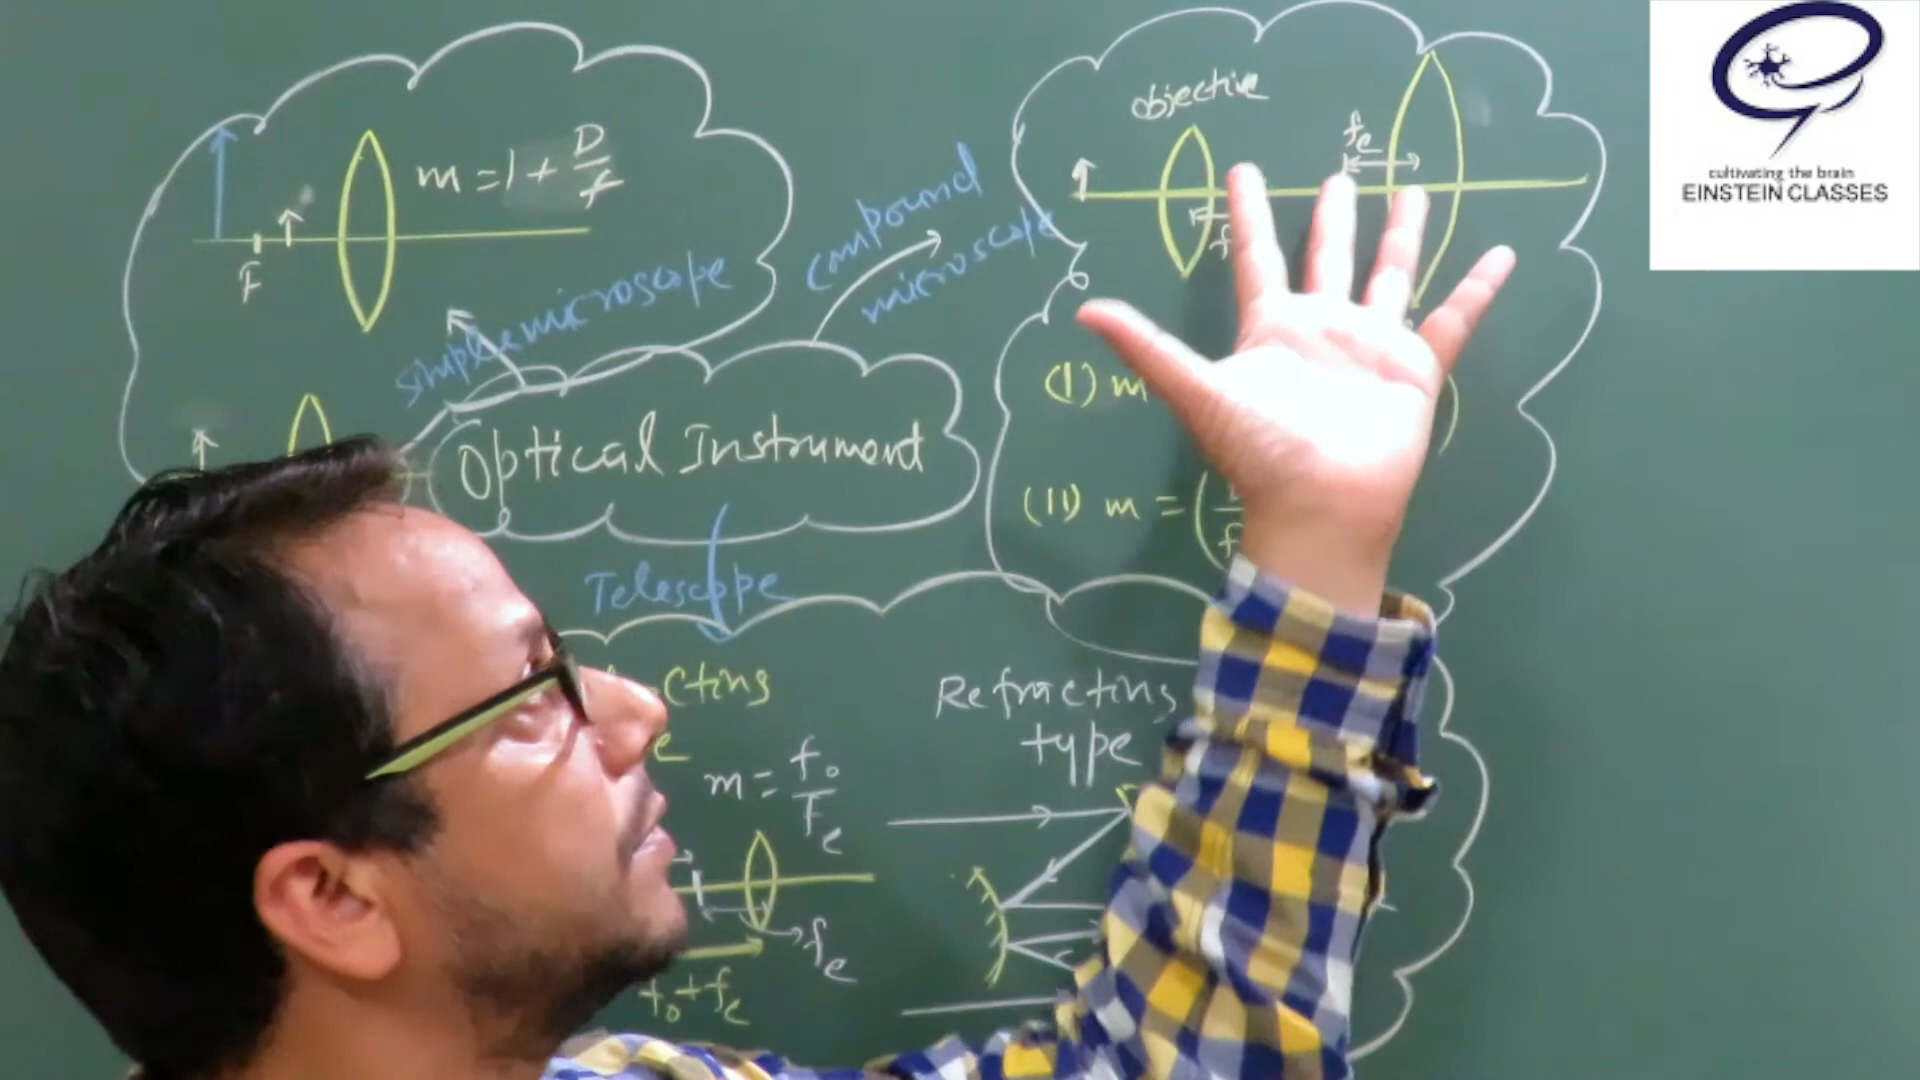 objective
fe
m = 1 + D/f
F
f
compound
microscope
simple microscope
(I) m
)
Optical Instrument
(II) m = (
f
Telescope
cting
e
Refracting
type
m = fo/Fe
fe
fo+fe
cultivating the brain
EINSTEIN CLASSES